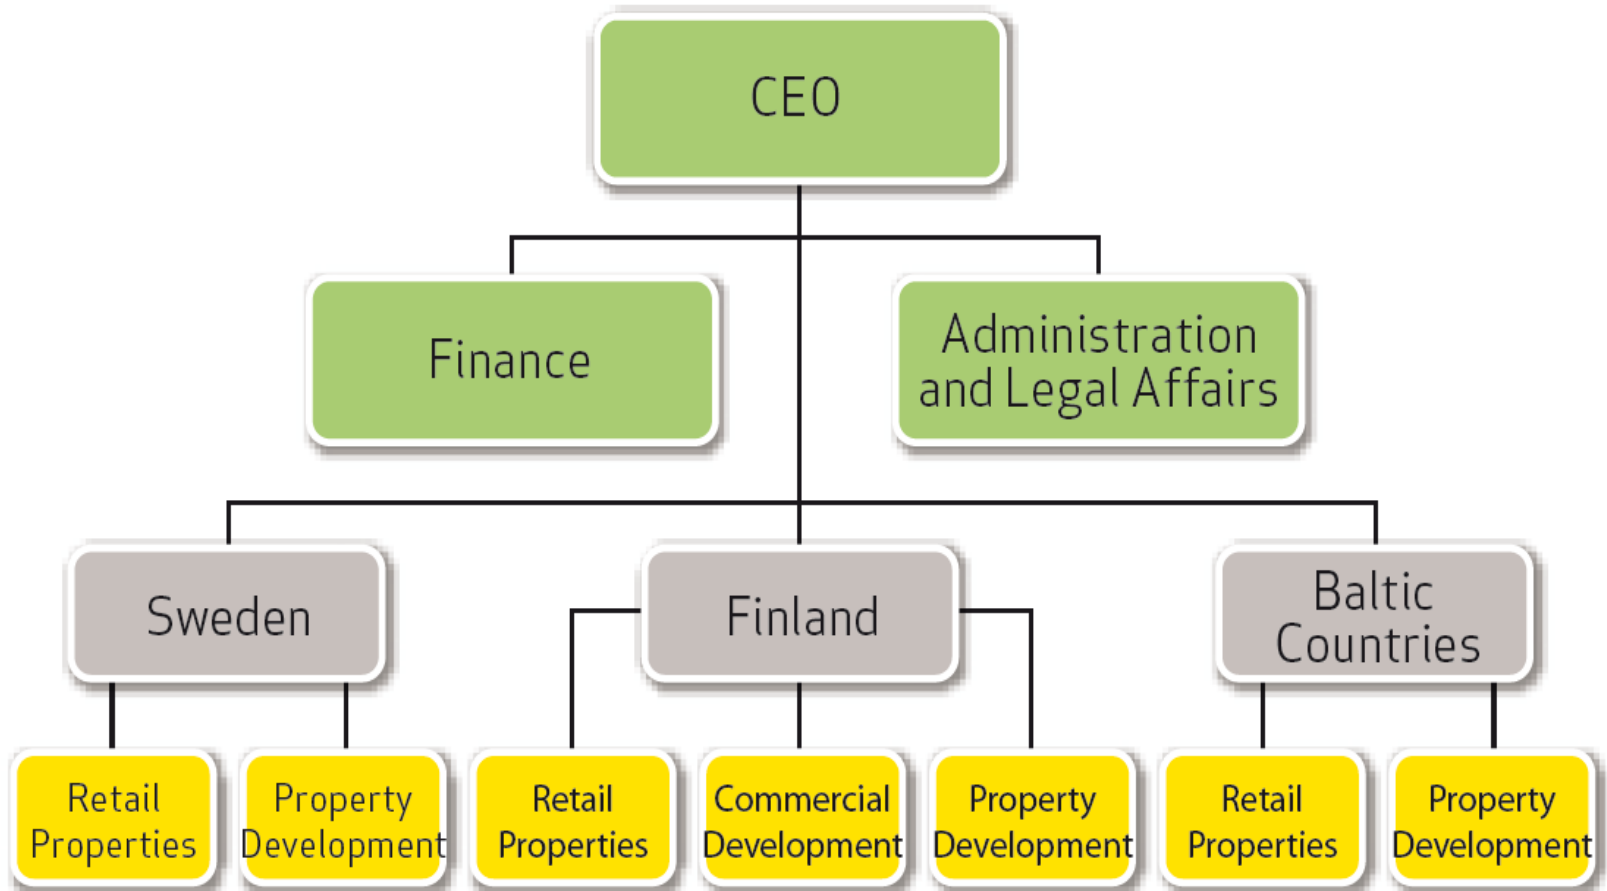 CEO
Finance
Administration
and Legal Affairs
Sweden
Finland
Baltic
Countries
Retail
Properties
Property
Development
Retail
Properties
Commercial
Development
Property
Development
Retail
Properties
Property
Development